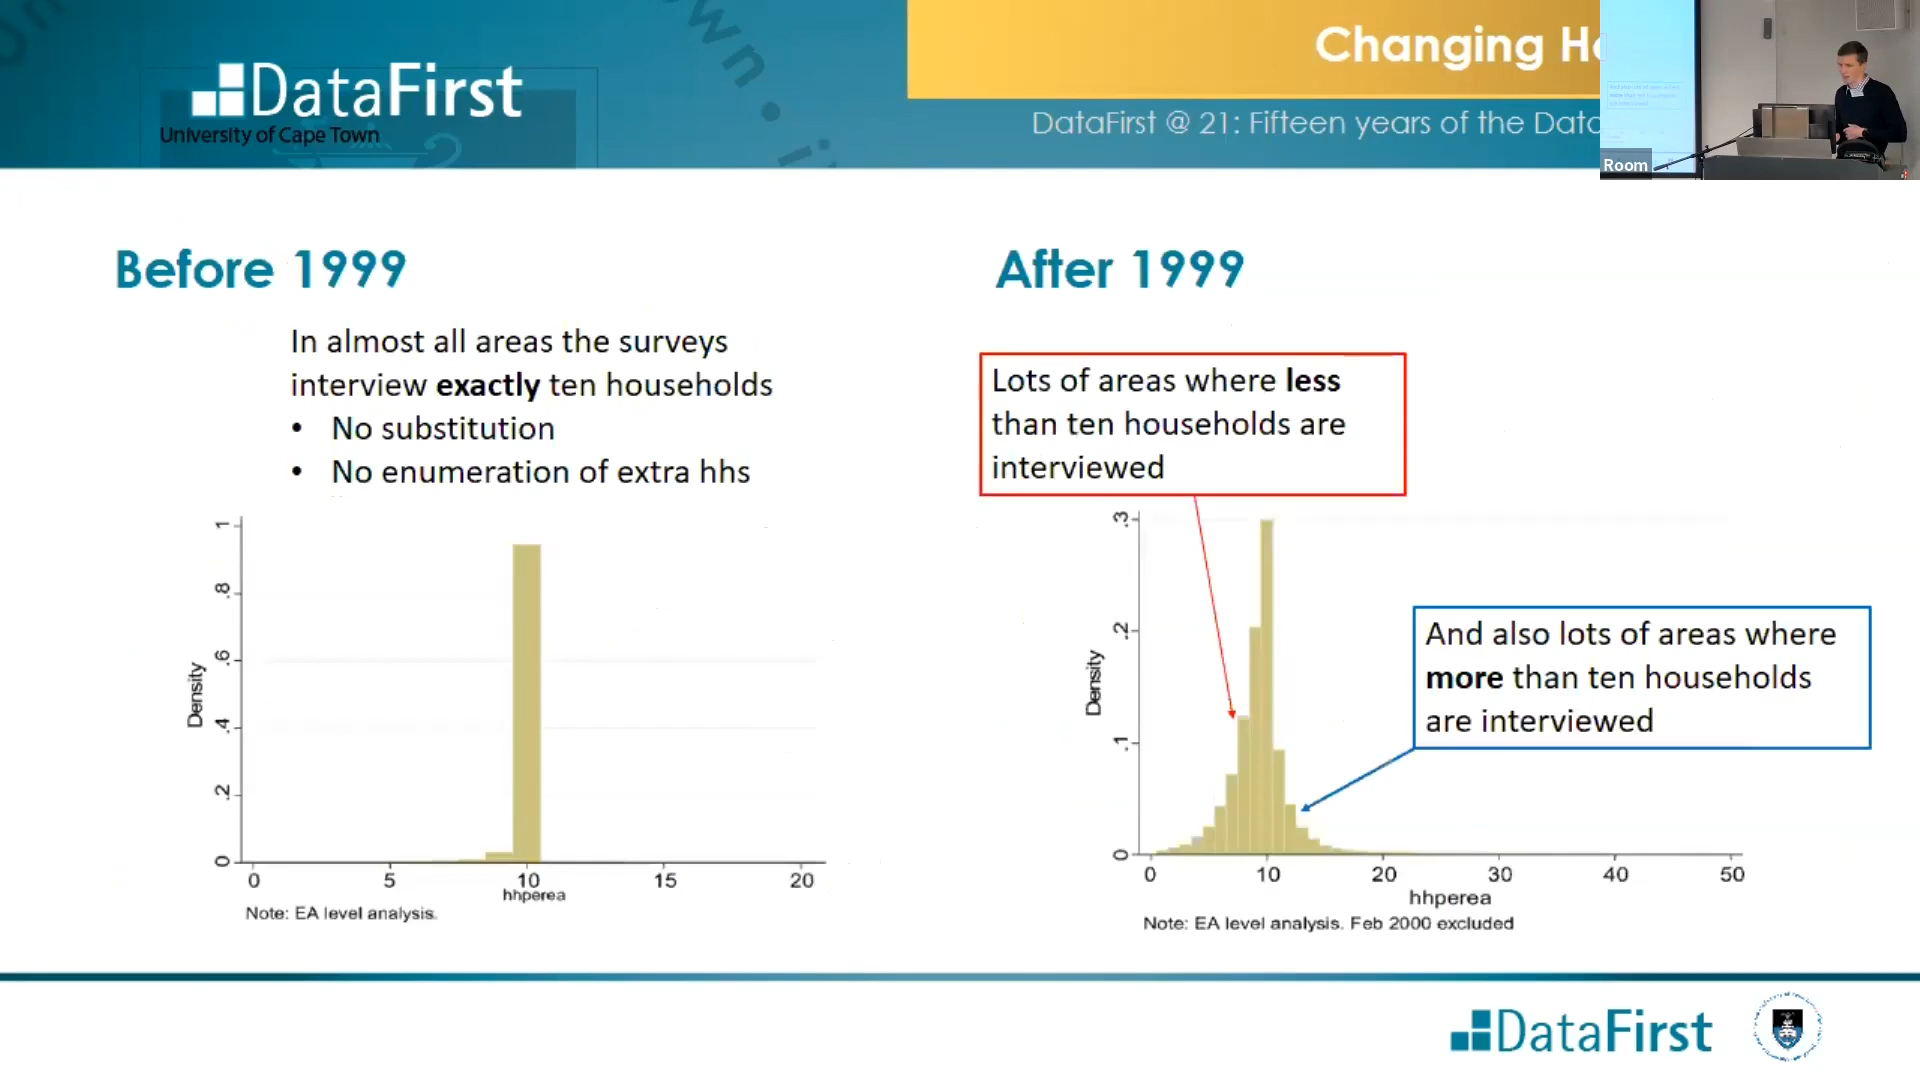 DataFirst
University of Cape Town
Changing H
DataFirst @ 21: Fifteen years of the Data
Room
Before 1999
In almost all areas the surveys
interview exactly ten households
• No substitution
• No enumeration of extra hhs
1
.8
.6
.4
.2
0
Density
0 5 10 15 20
hhperea
Note: EA level analysis.
After 1999
Lots of areas where less
than ten households are
interviewed
And also lots of areas where
more than ten households
are interviewed
.3
.2
.1
0
Density
0 10 20 30 40 50
hhperea
Note: EA level analysis. Feb 2000 excluded
DataFirst